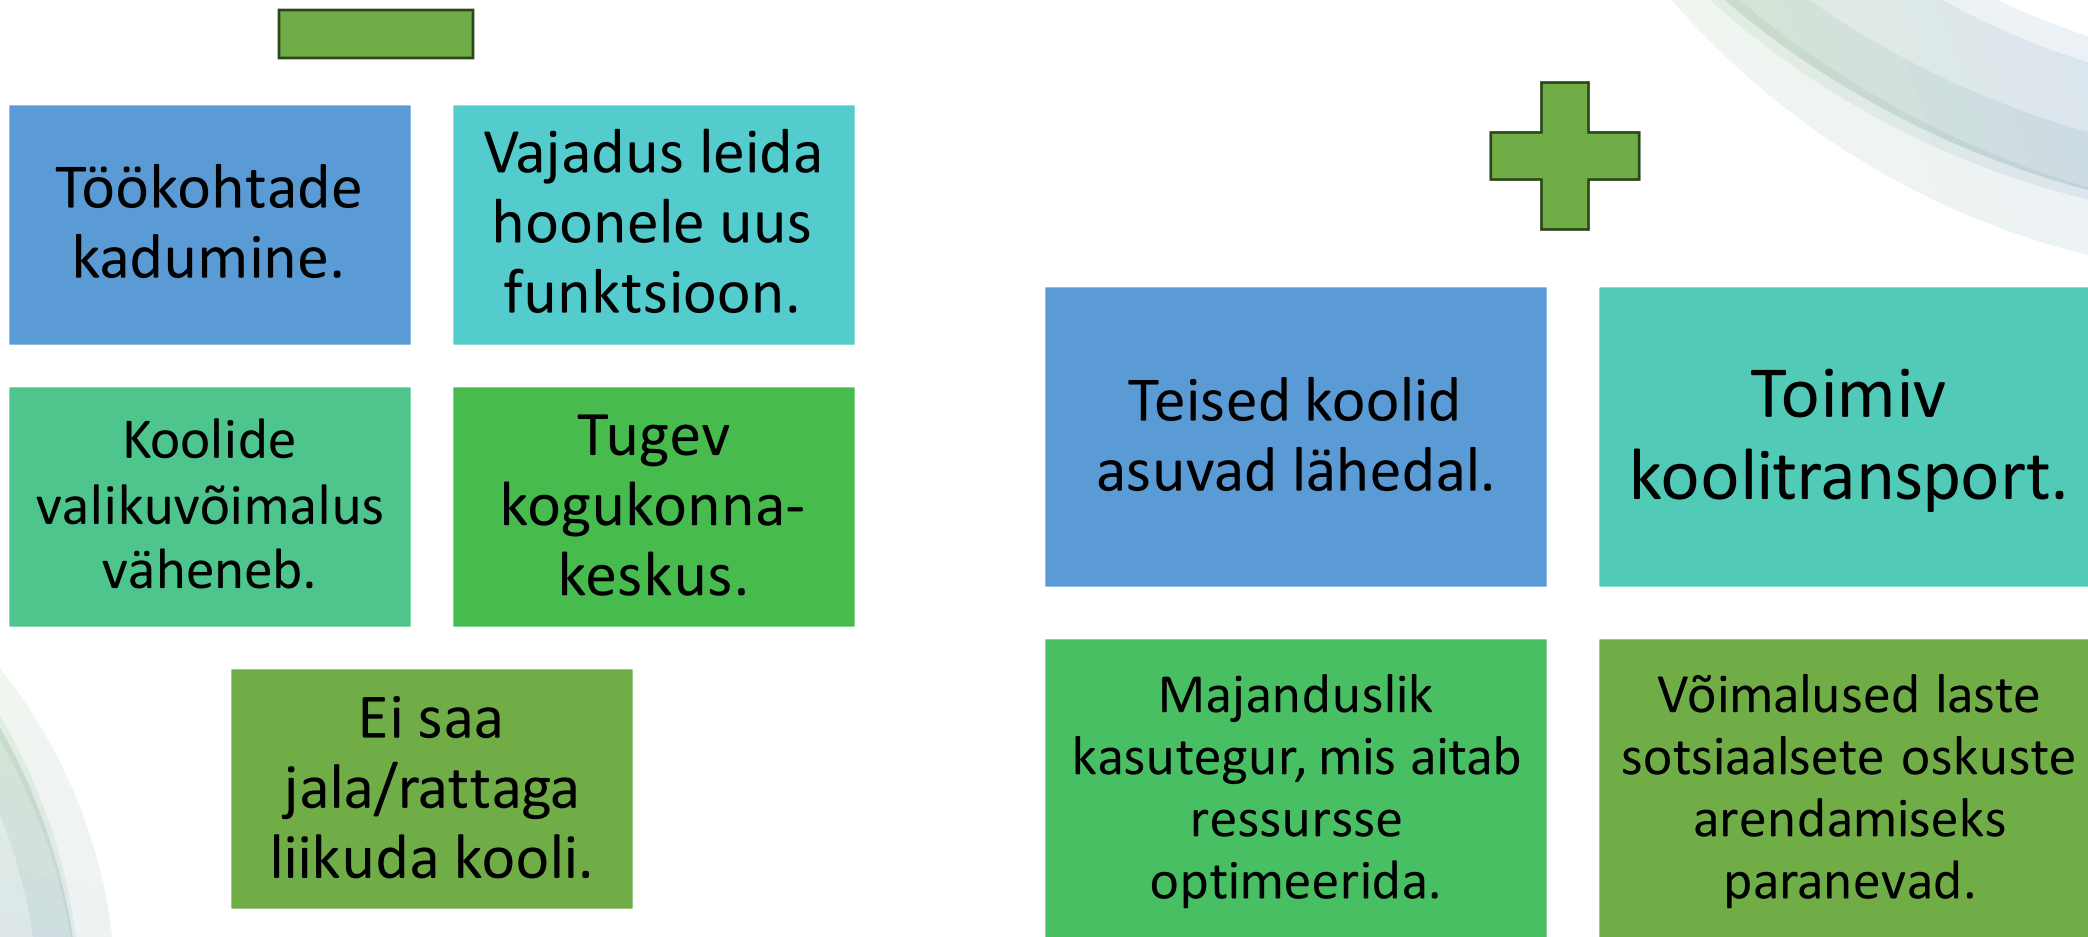 Töökohtade
kadumine.
Vajadus leida
hoonele uus
funktsioon.
Koolide
valikuvõimalus
väheneb.
Tugev
kogukonna-
keskus.
Ei saa
jala/rattaga
liikuda kooli.
Teised koolid
asuvad lähedal.
Toimiv
koolitransport.
Majanduslik
kasutegur, mis aitab
ressursse
optimeerida.
Võimalused laste
sotsiaalsete oskuste
arendamiseks
paranevad.